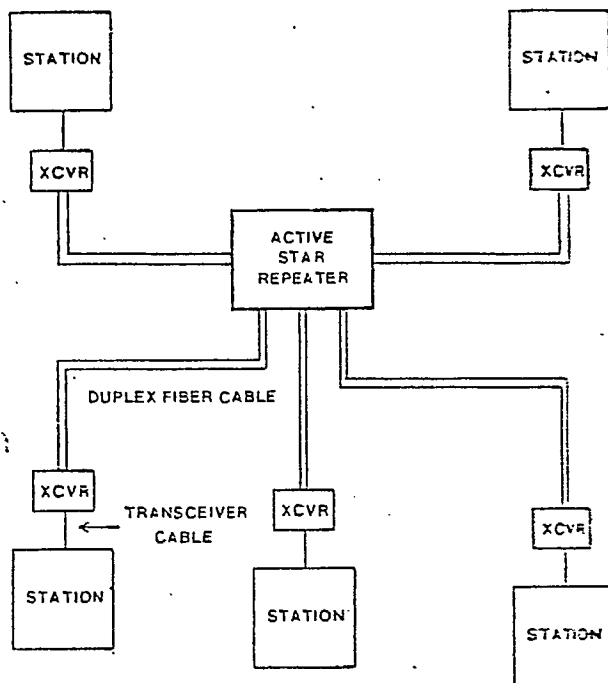 STATION
STATION
XCVR
XCVR
ACTIVE
STAR
REPEATER
DUPLEX FIBER CABLE
XCVR
TRANSCEIVER
CABLE
XCVR
XCVR
STATION
STATION
STATION